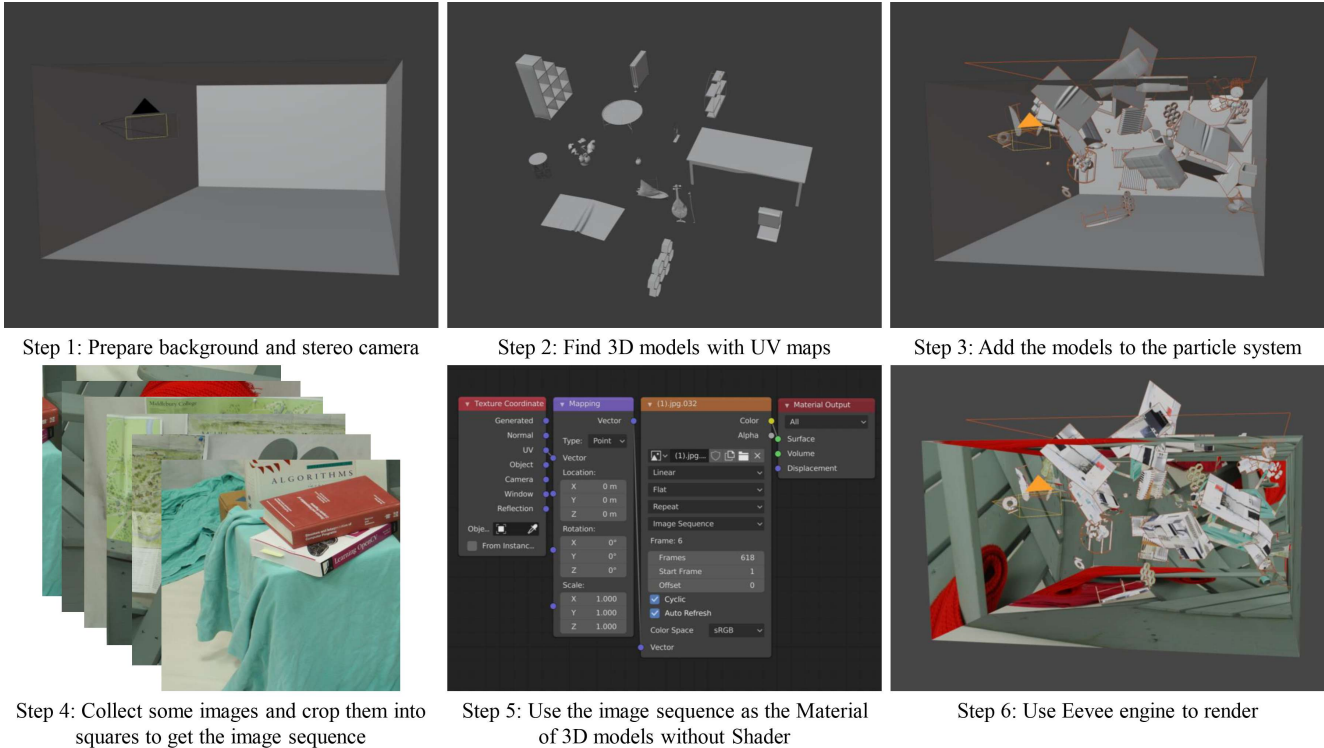 Step 1: Prepare background and stereo camera
Step 2: Find 3D models with UV maps
Step 3: Add the models to the particle system
ALGORITHMS
Learning OpenCV
Step 4: Collect some images and crop them into
squares to get the image sequence
Texture Coordinate
Generated
Normal
UV
Object
Camera
Window
Reflection
Obje..
From Instanc..
Mapping
Vector
Type: Point
Vector
Location:
X 0 m
Y 0 m
Z 0 m
Rotation:
X 0°
Y 0°
Z 0°
Scale:
X 1.000
Y 1.000
Z 1.000
(1).jpg.032
Color
Alpha
(1).jpg...
Linear
Flat
Repeat
Image Sequence
Frame: 6
Frames 618
Start Frame 1
Offset 0
Cyclic
Auto Refresh
Color Space sRGB
Vector
Material Output
All
Surface
Volume
Displacement
Step 5: Use the image sequence as the Material
of 3D models without Shader
Step 6: Use Eevee engine to render